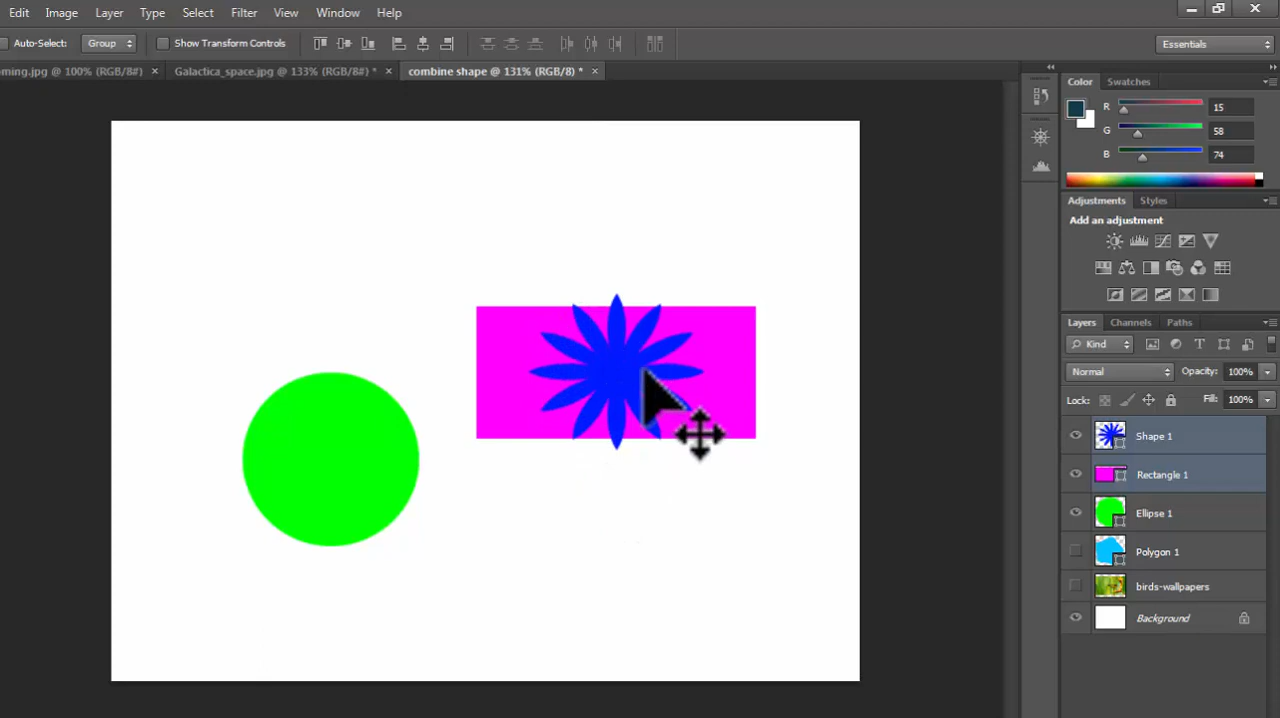 Edit Image Layer Type Select Filter View Window Help
Auto-Select: Group Show Transform Controls Essentials
ming.jpg @ 100% (RGB/8#) × Galactica_space.jpg @ 133% (RGB/8#) * × combine shape @ 131% (RGB/8) * ×
Color Swatches
R 15
G 58
B 74
Adjustments Styles
Add an adjustment
Layers Channels Paths
Kind
Normal Opacity: 100%
Lock: Fill: 100%
Shape 1
Rectangle 1
Ellipse 1
Polygon 1
birds-wallpapers
Background